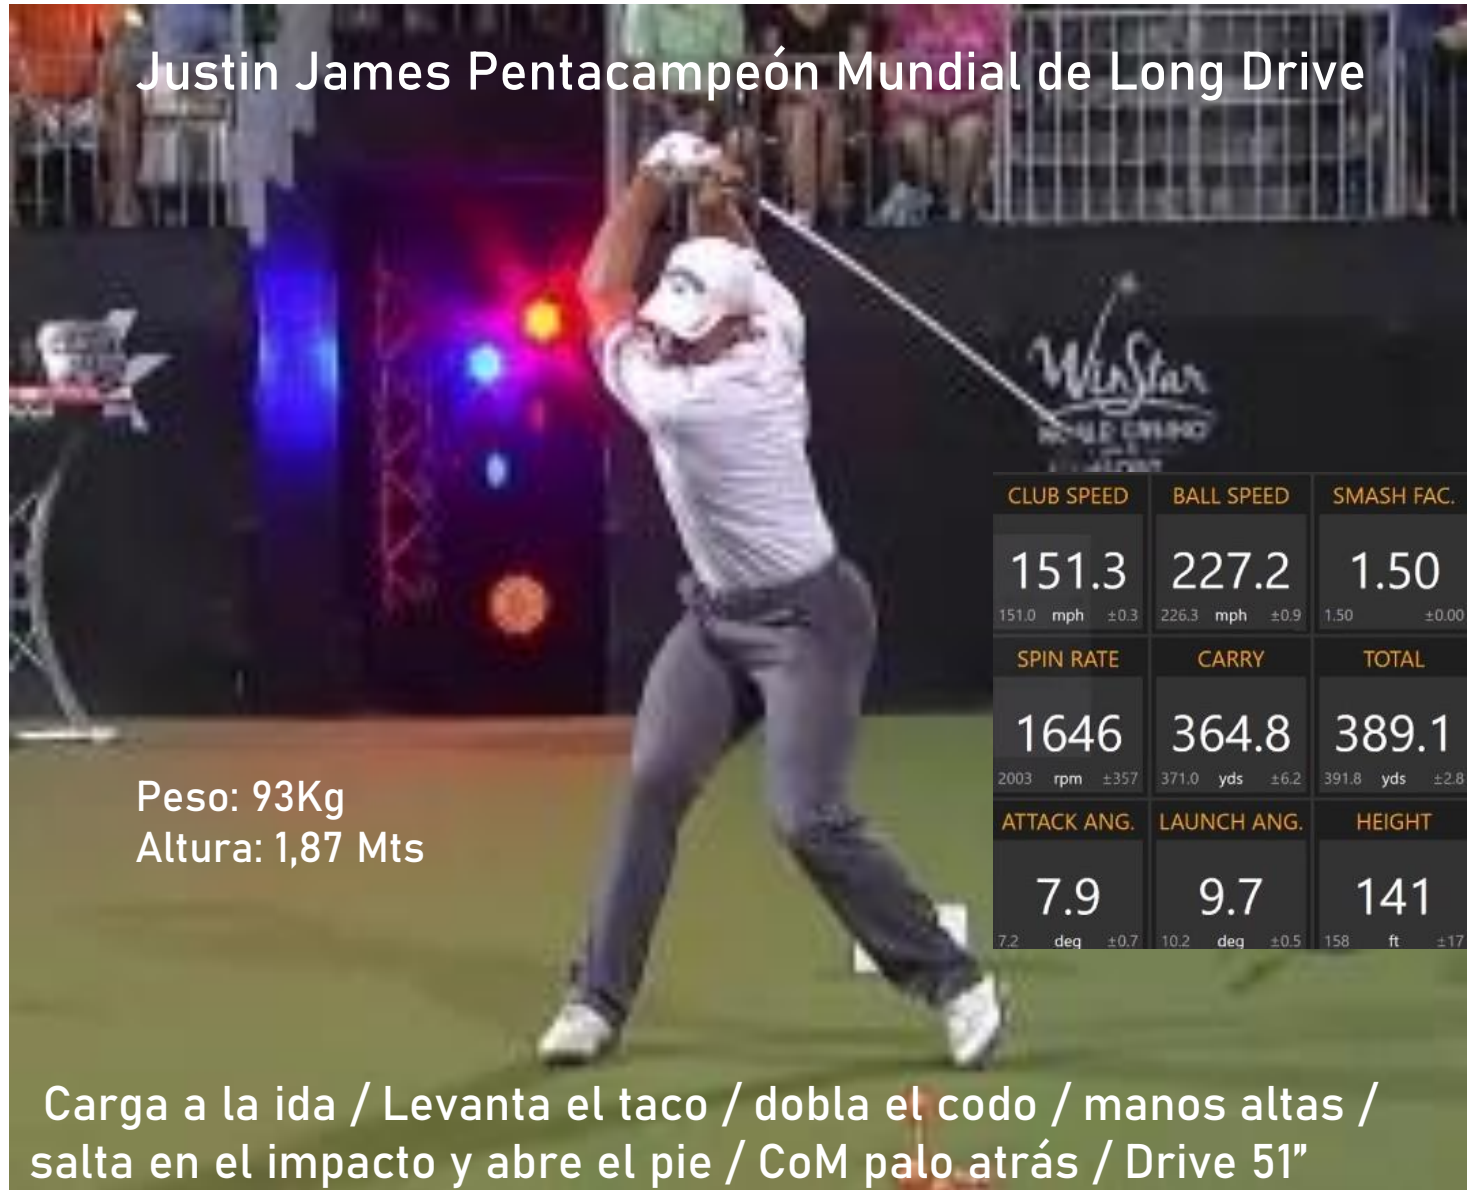 Justin James Pentacampeón Mundial de Long Drive
WinStar
CLUB SPEED BALL SPEED SMASH FAC.
151.3 227.2 1.50
151.0 mph ±0.3 226.3 mph ±0.9 1.50 ±0.00
SPIN RATE CARRY TOTAL
1646 364.8 389.1
2003 rpm ±357 371.0 yds ±6.2 391.8 yds ±2.8
ATTACK ANG. LAUNCH ANG. HEIGHT
7.9 9.7 141
7.2 deg ±0.7 10.2 deg ±0.5 158 ft ±17
Peso: 93Kg
Altura: 1,87 Mts
Carga a la ida / Levanta el taco / dobla el codo / manos altas /
salta en el impacto y abre el pie / CoM palo atrás / Drive 51”